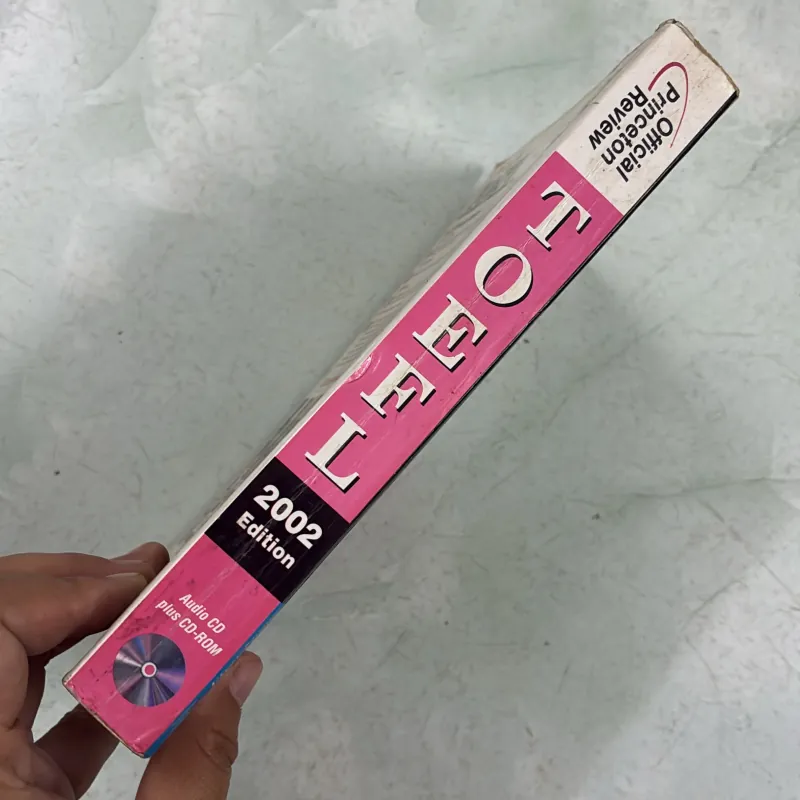 Official
Princeton
Review
TOEFL
2002
Edition
Audio CD
plus CD-ROM